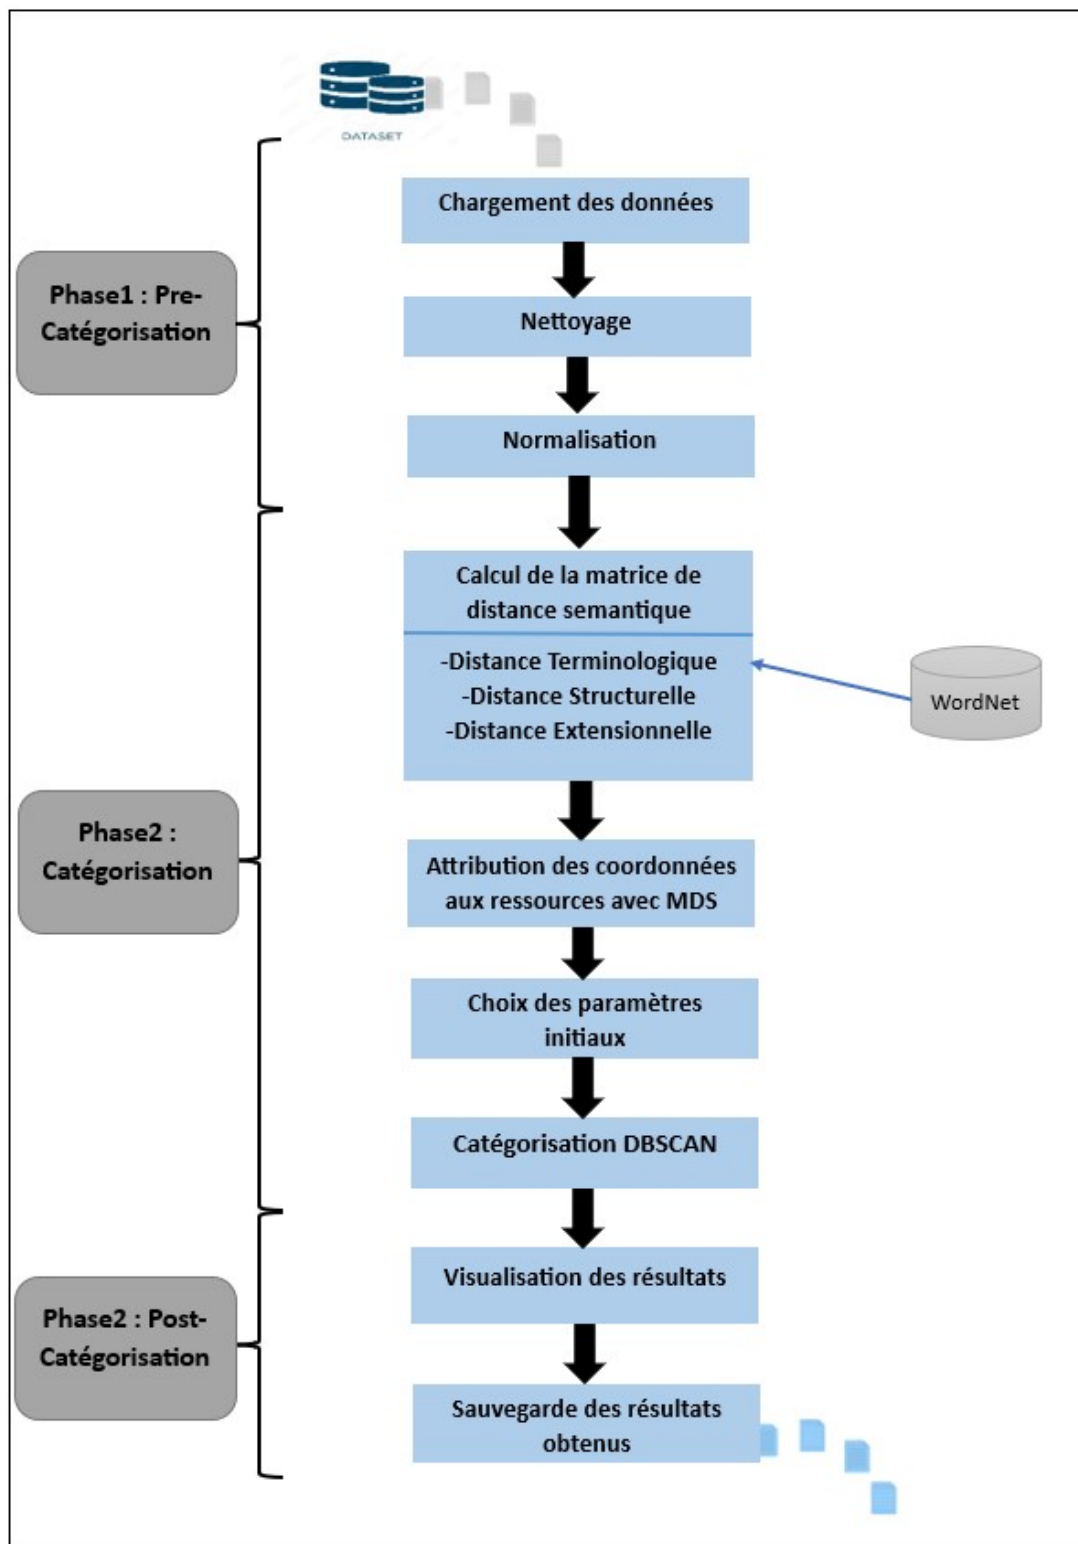 DATASET
Chargement des données
Phase1 : Pre-
Catégorisation
Nettoyage
Normalisation
Calcul de la matrice de
distance semantique
-Distance Terminologique
-Distance Structurelle
-Distance Extensionnelle
WordNet
Phase2 :
Catégorisation
Attribution des coordonnées
aux ressources avec MDS
Choix des paramètres
initiaux
Catégorisation DBSCAN
Visualisation des résultats
Phase2 : Post-
Catégorisation
Sauvegarde des résultats
obtenus